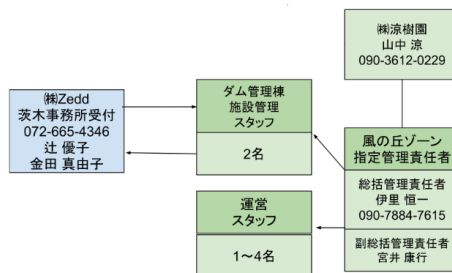 ㈱涼樹園
山中 涼
090-3612-0229
㈱Zedd
茨木事務所受付
072-665-4346
辻 優子
金田 真由子
ダム管理棟
施設管理
スタッフ
2名
風の丘ゾーン
指定管理責任者
総括管理責任者
伊里 恒一
090-7884-7615
副総括管理責任者
宮井 康行
運営
スタッフ
1～4名